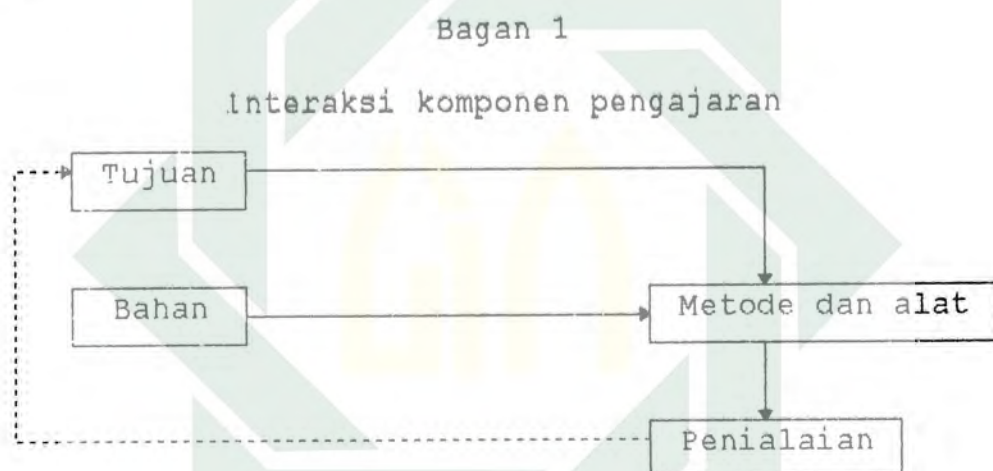 Bagan 1
Interaksi komponen pengajaran
Tujuan
Bahan
Metode dan alat
Penialaian